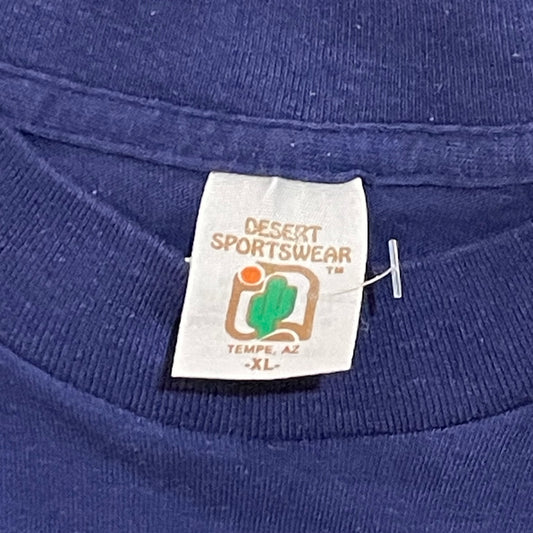 DESERT
SPORTSWEAR
TM
TEMPE, AZ
-XL-